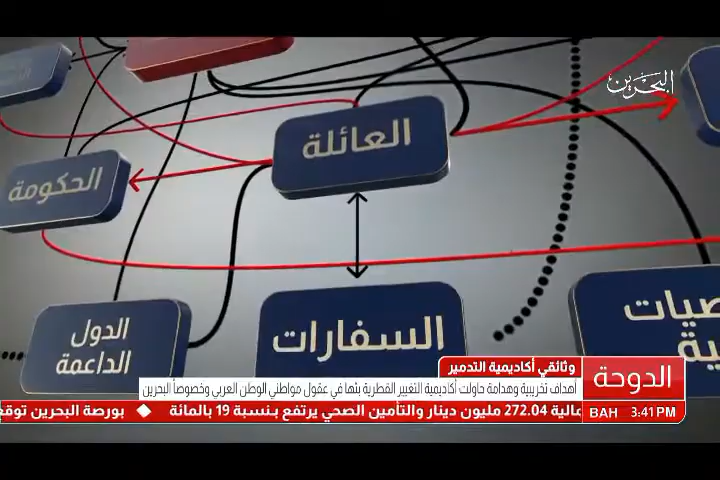 البحرين
العائلة
الحكومة
السفارات
الدول
الداعمة
وثائقي أكاديمية التدمير
الدوحة
اهداف تخريبية وهدامة حاولت أكاديمية التغيير القطرية بثها في عقول مواطني الوطن العربي وخصوصاً البحرين
BAH 3:41PM
مالية 272.04 مليون دينار والتأمين الصحي يرتفع بنسبة 19 بالمائة ◆ بورصة البحرين